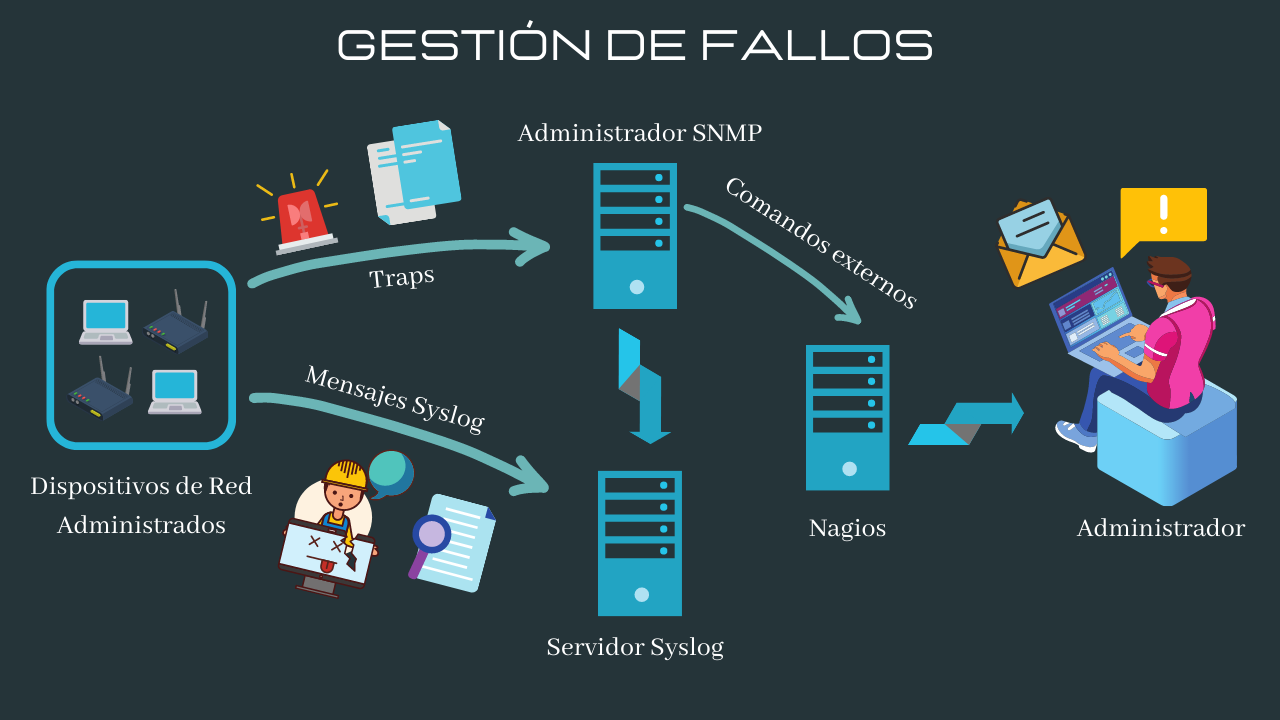 GESTIÓN DE FALLOS
Administrador SNMP
Comandos externos
Traps
Mensajes Syslog
Dispositivos de Red
Administrados
Nagios
Administrador
Servidor Syslog